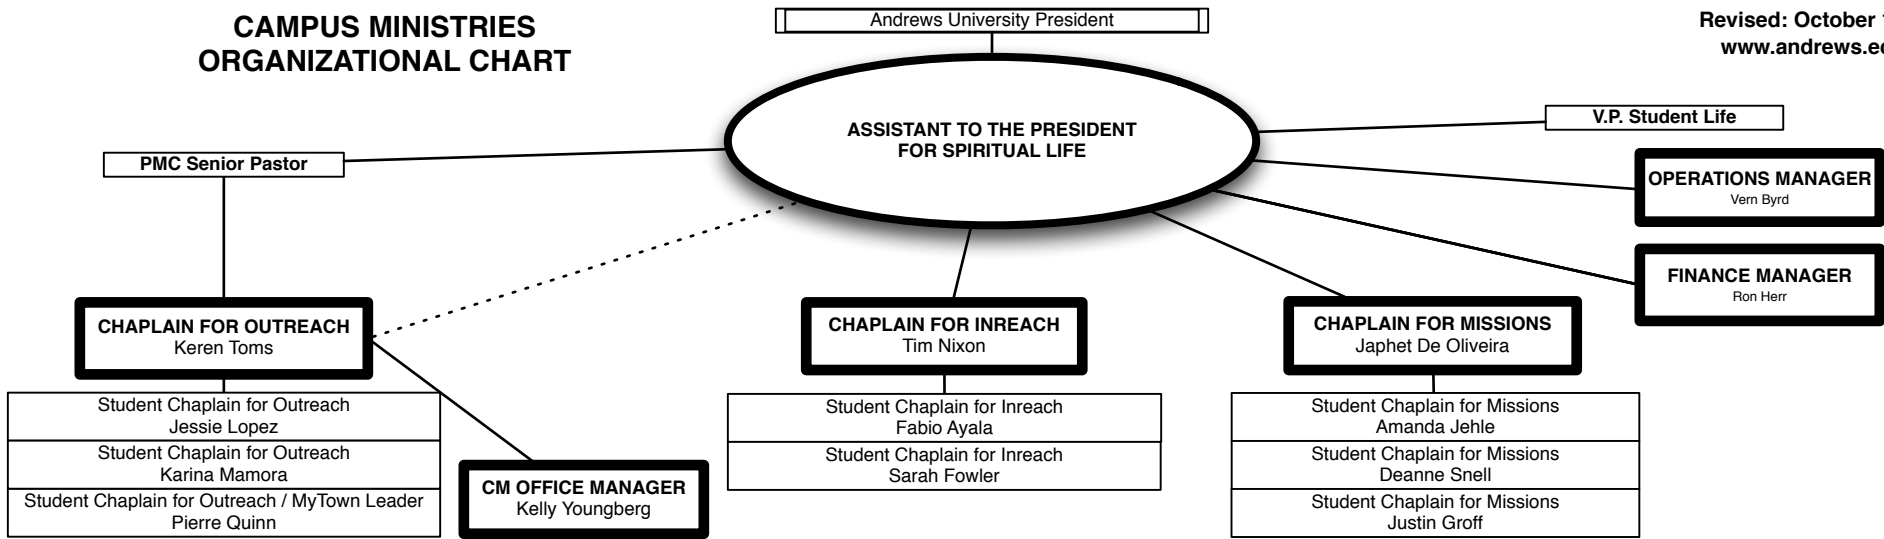 CAMPUS MINISTRIES
ORGANIZATIONAL CHART
Andrews University President
Revised: October
www.andrews.ed
ASSISTANT TO THE PRESIDENT
FOR SPIRITUAL LIFE
V.P. Student Life
PMC Senior Pastor
OPERATIONS MANAGER
Vern Byrd
FINANCE MANAGER
Ron Herr
CHAPLAIN FOR OUTREACH
Keren Toms
CHAPLAIN FOR INREACH
Tim Nixon
CHAPLAIN FOR MISSIONS
Japhet De Oliveira
Student Chaplain for Outreach
Jessie Lopez
Student Chaplain for Outreach
Karina Mamora
Student Chaplain for Outreach / MyTown Leader
Pierre Quinn
CM OFFICE MANAGER
Kelly Youngberg
Student Chaplain for Inreach
Fabio Ayala
Student Chaplain for Inreach
Sarah Fowler
Student Chaplain for Missions
Amanda Jehle
Student Chaplain for Missions
Deanne Snell
Student Chaplain for Missions
Justin Groff